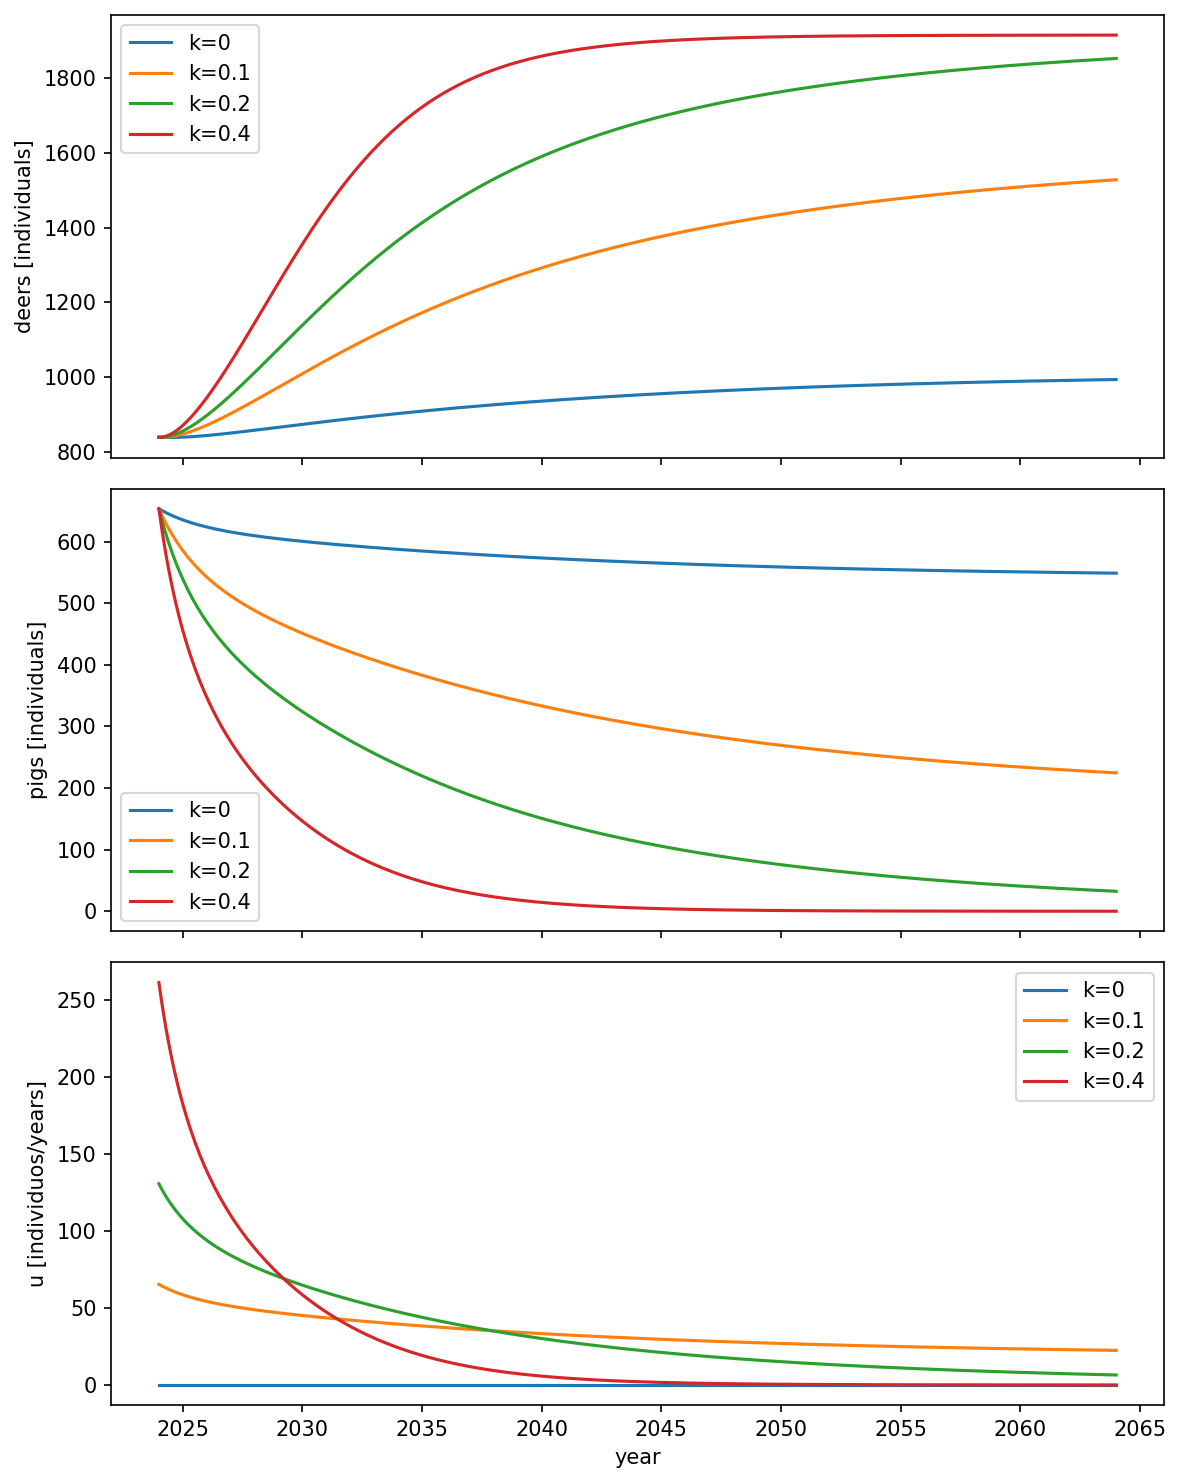 k=0
k=0.1
k=0.2
k=0.4
deers [individuals]
1800
1600
1400
1200
1000
800
pigs [individuals]
600
500
400
300
200
100
0
k=0
k=0.1
k=0.2
k=0.4
u [individuos/years]
250
200
150
100
50
0
k=0
k=0.1
k=0.2
k=0.4
2025 2030 2035 2040 2045 2050 2055 2060 2065
year